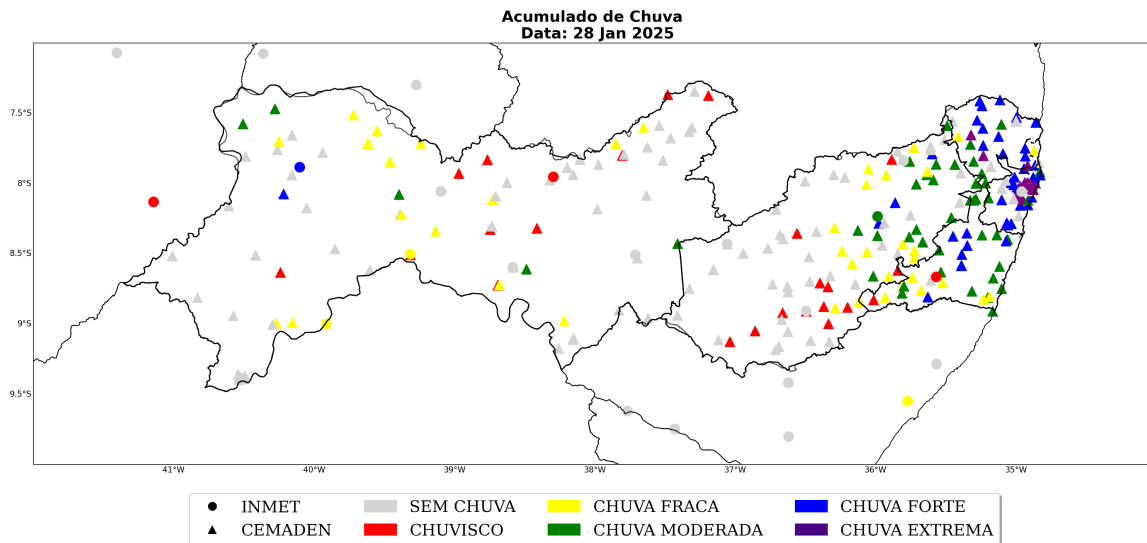 Acumulado de Chuva
Data: 28 Jan 2025
7.5°S
8°S
8.5°S
9°S
9.5°S
41°W 40°W 39°W 38°W 37°W 36°W 35°W
INMET SEM CHUVA CHUVA FRACA CHUVA FORTE
CEMADEN CHUVISCO CHUVA MODERADA CHUVA EXTREMA